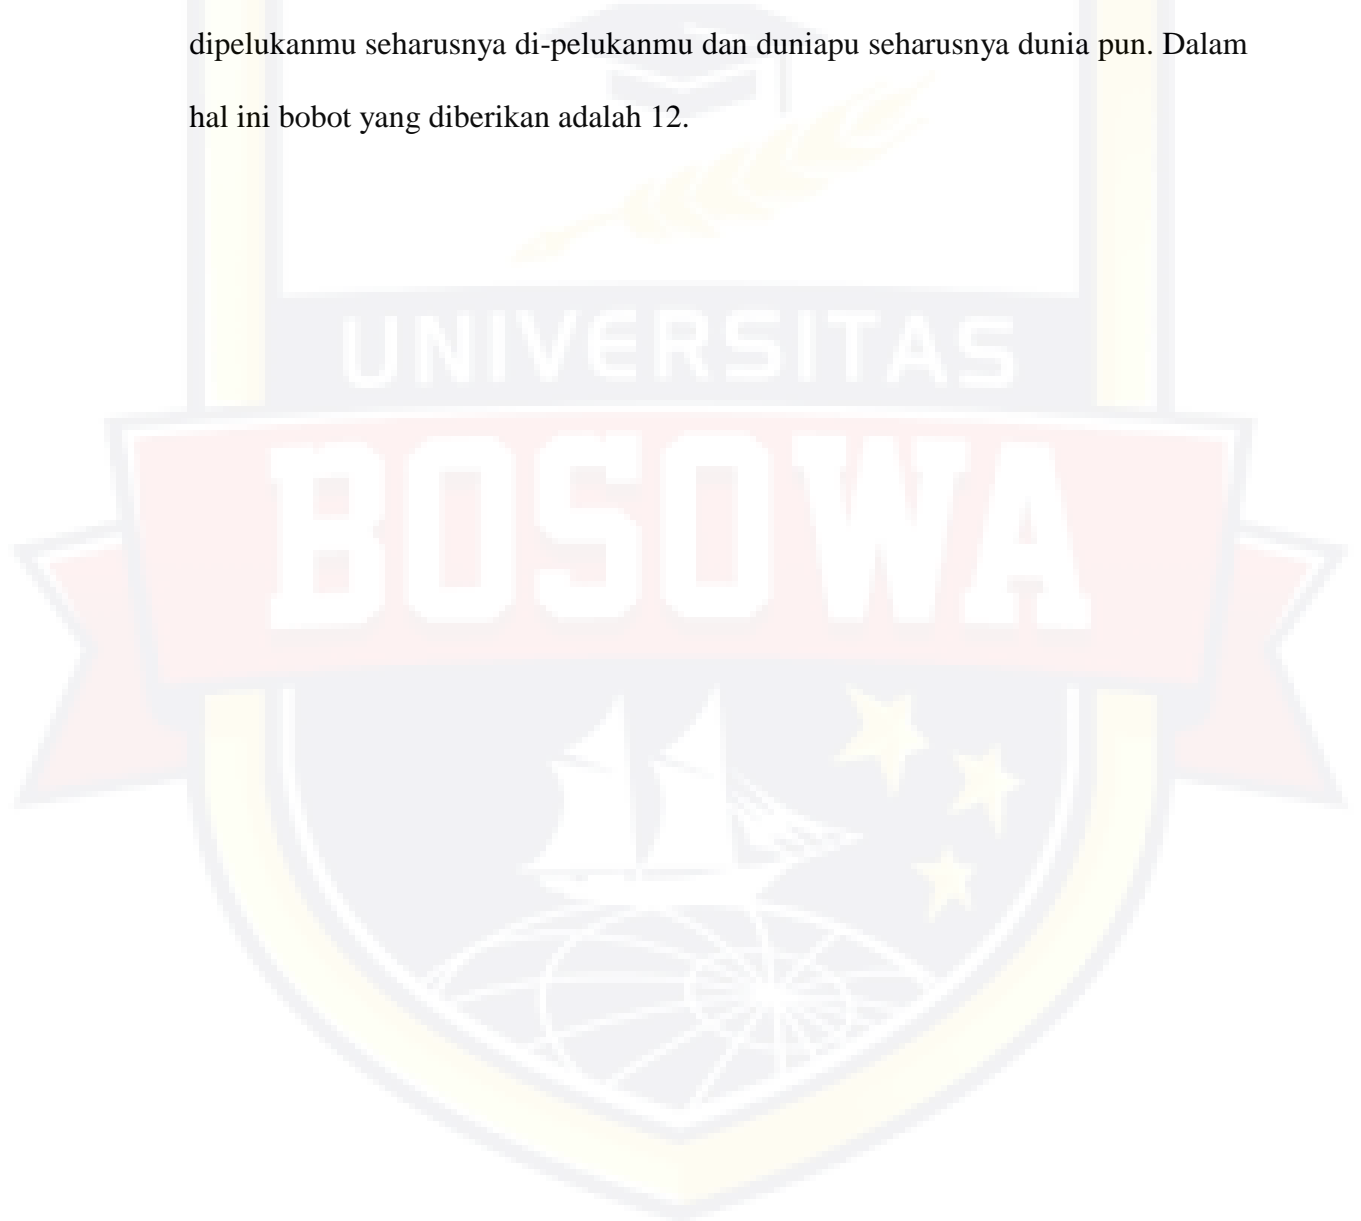 dipelukanmu seharusnya di-pelukanmu dan duniapu seharusnya dunia pun. Dalam
hal ini bobot yang diberikan adalah 12.
UNIVERSITAS
BOSOWA